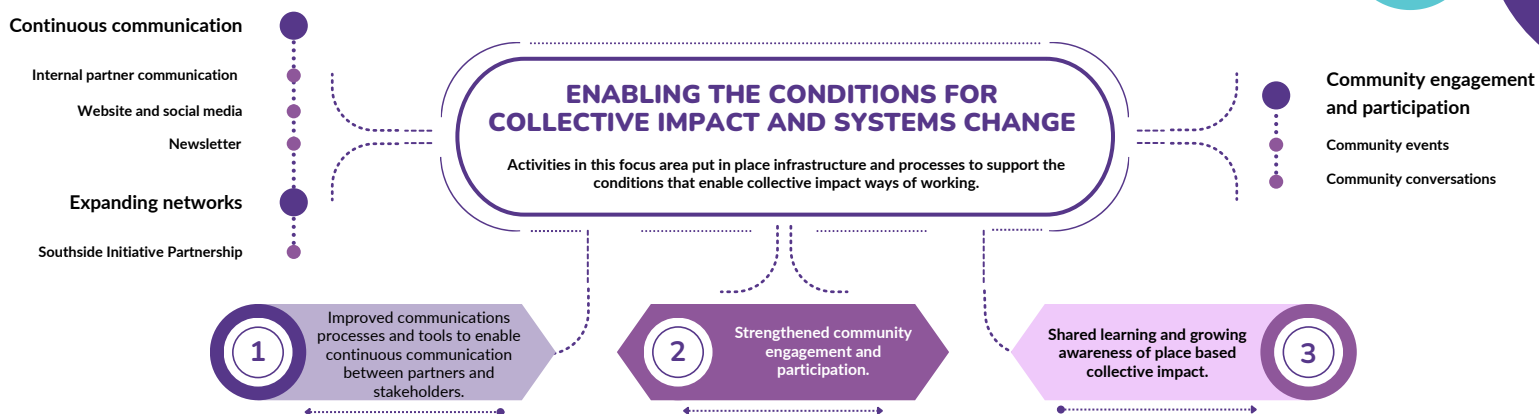 Continuous communication
Internal partner communication
Website and social media
Newsletter
Expanding networks
Southside Initiative Partnership
ENABLING THE CONDITIONS FOR
COLLECTIVE IMPACT AND SYSTEMS CHANGE
Activities in this focus area put in place infrastructure and processes to support the
conditions that enable collective impact ways of working.
Community engagement
and participation
Community events
Community conversations
1
Improved communications
processes and tools to enable
continuous communication
between partners and
stakeholders.
2
Strengthened community
engagement and
participation.
Shared learning and growing
awareness of place based
collective impact.
3